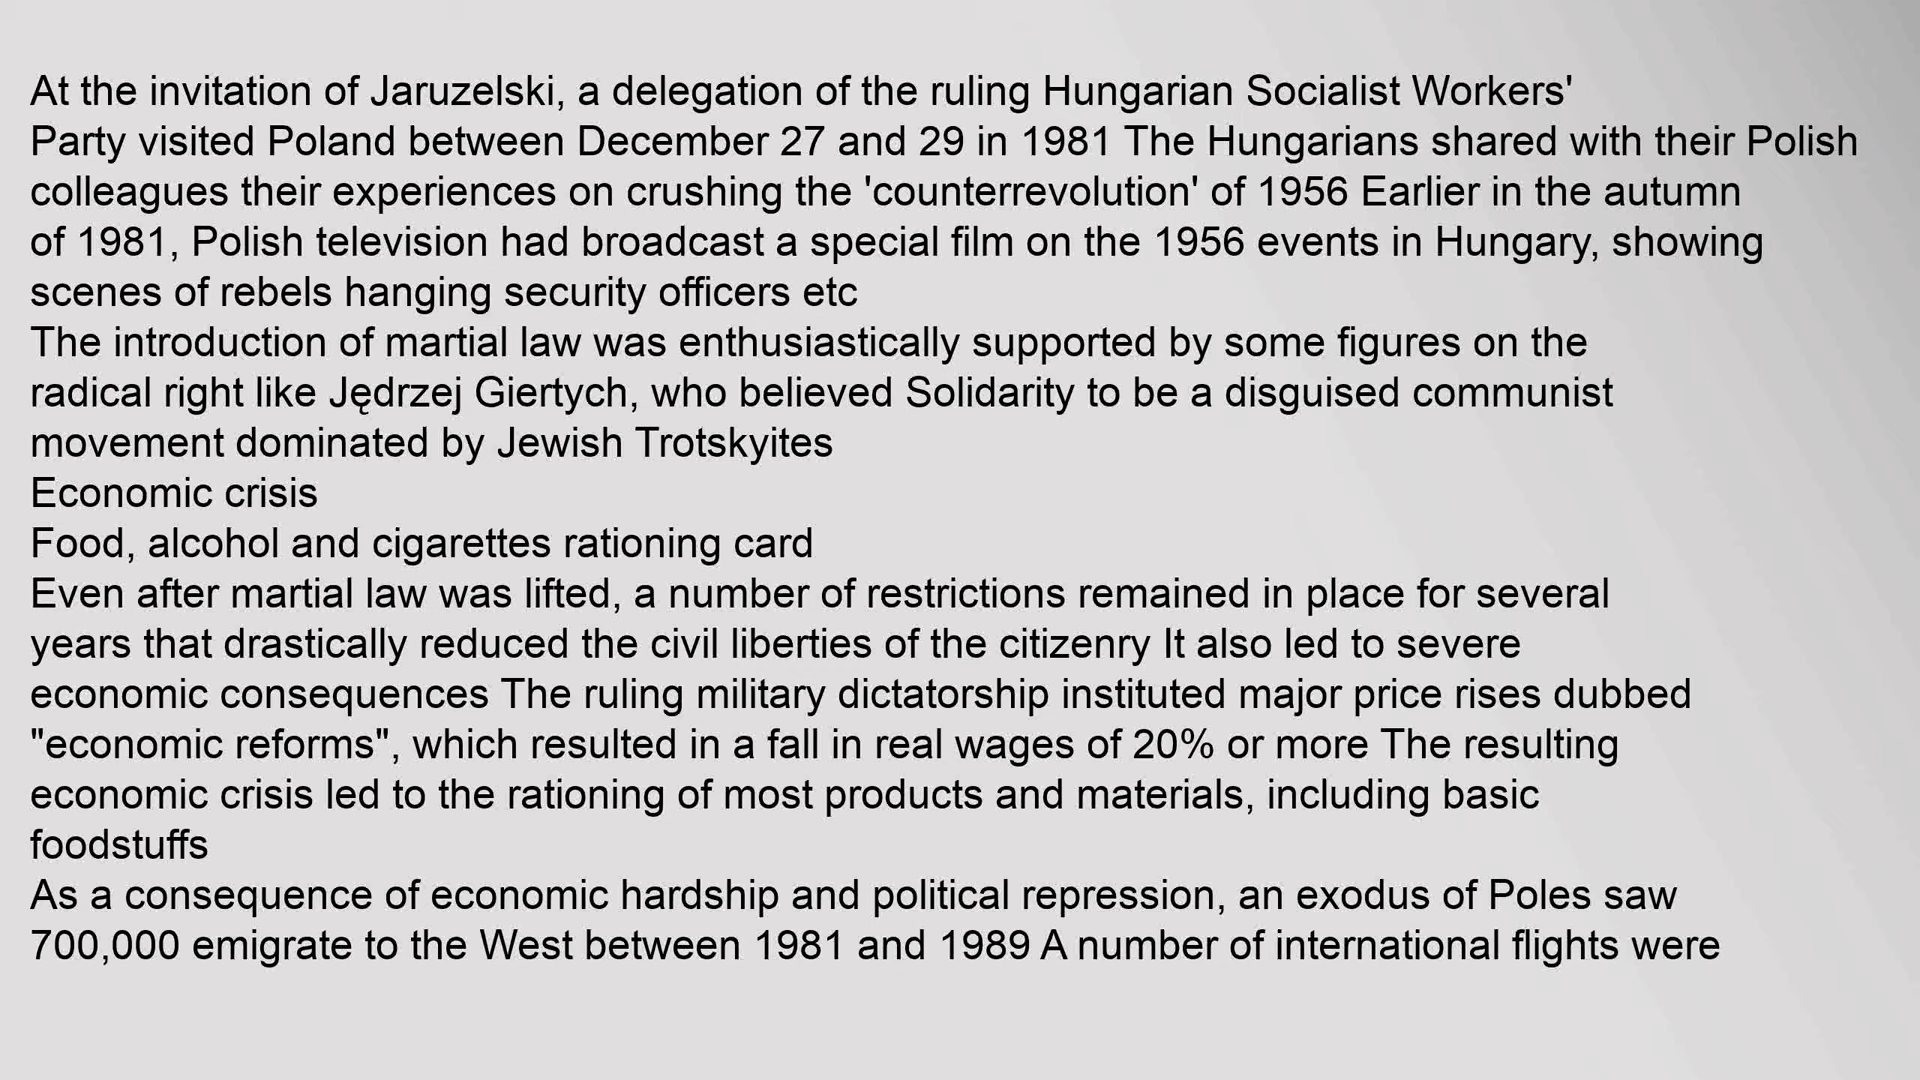 At the invitation of Jaruzelski, a delegation of the ruling Hungarian Socialist Workers'
Party visited Poland between December 27 and 29 in 1981 The Hungarians shared with their Polish
colleagues their experiences on crushing the 'counterrevolution' of 1956 Earlier in the autumn
of 1981, Polish television had broadcast a special film on the 1956 events in Hungary, showing
scenes of rebels hanging security officers etc
The introduction of martial law was enthusiastically supported by some figures on the
radical right like Jędrzej Giertych, who believed Solidarity to be a disguised communist
movement dominated by Jewish Trotskyites
Economic crisis
Food, alcohol and cigarettes rationing card
Even after martial law was lifted, a number of restrictions remained in place for several
years that drastically reduced the civil liberties of the citizenry It also led to severe
economic consequences The ruling military dictatorship instituted major price rises dubbed
"economic reforms", which resulted in a fall in real wages of 20% or more The resulting
economic crisis led to the rationing of most products and materials, including basic
foodstuffs
As a consequence of economic hardship and political repression, an exodus of Poles saw
700,000 emigrate to the West between 1981 and 1989 A number of international flights were